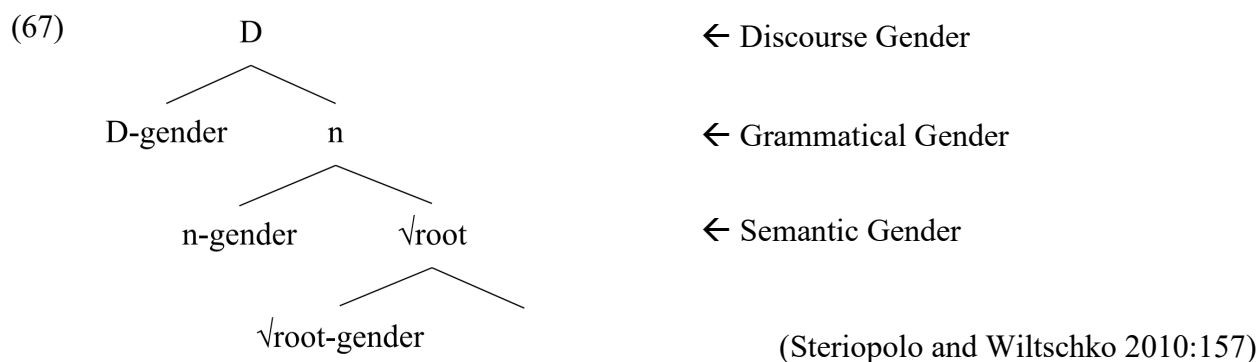 (67) D ← Discourse Gender
D-gender n ← Grammatical Gender
n-gender √root ← Semantic Gender
√root-gender
(Steriopolo and Wiltschko 2010:157)